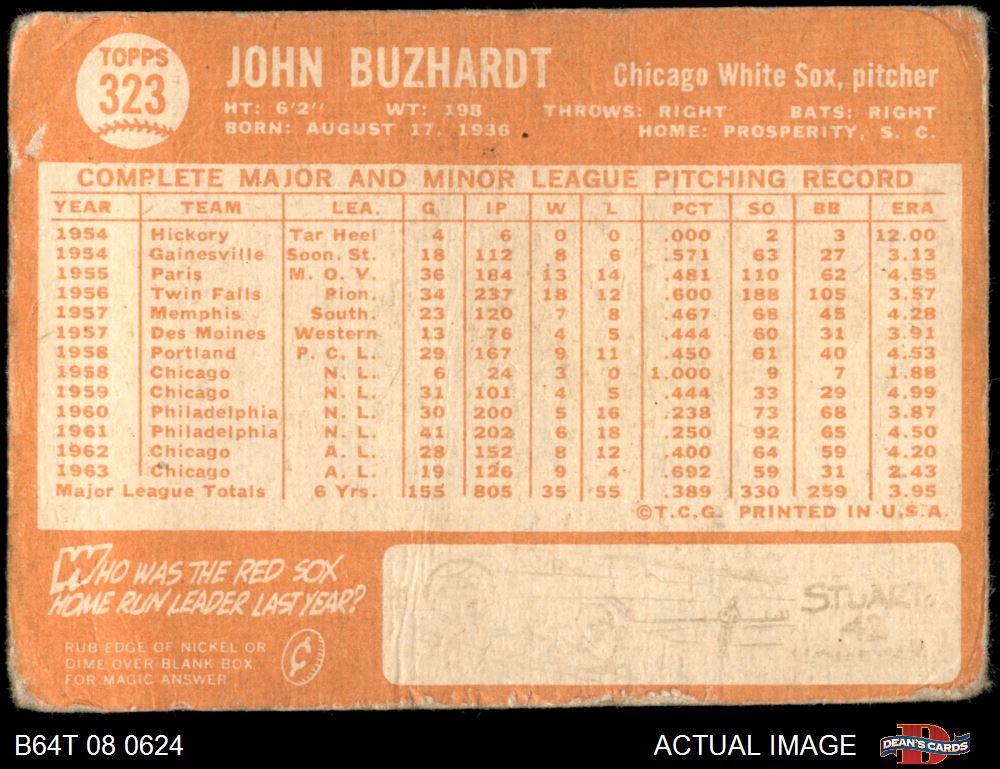 TOPPS
323
JOHN BUZHARDT Chicago White Sox, pitcher
HT: 6'2" WT: 198 THROWS: RIGHT BATS: RIGHT
BORN: AUGUST 17, 1936 HOME: PROSPERITY, S. C.
COMPLETE MAJOR AND MINOR LEAGUE PITCHING RECORD
YEAR TEAM LEA. G IP W L PCT SO BB ERA
1954 Hickory Tar Heel 4 6 0 0 .000 2 3 12.00
1954 Gainesville Soon. St. 18 112 8 6 .571 63 27 3.13
1955 Paris M. O. V. 36 184 13 14 .481 110 62 4.55
1956 Twin Falls Pion. 34 237 18 12 .600 188 105 3.57
1957 Memphis South. 23 120 7 8 .467 68 45 4.28
1957 Des Moines Western 13 76 4 5 .444 60 31 3.91
1958 Portland P. C. L. 29 167 9 11 .450 61 40 4.53
1958 Chicago N. L. 6 24 3 0 1.000 9 7 1.88
1959 Chicago N. L. 31 101 4 5 .444 33 29 4.99
1960 Philadelphia N. L. 30 200 5 16 .238 73 68 3.87
1961 Philadelphia N. L. 41 202 6 18 .250 92 65 4.50
1962 Chicago A. L. 28 152 8 12 .400 64 59 4.20
1963 Chicago A. L. 19 126 9 4 .692 59 31 2.43
Major League Totals 6 Yrs. 155 805 35 55 .389 330 259 3.95
©T.C.G. PRINTED IN U.S.A.
WHO WAS THE RED SOX
HOME RUN LEADER LAST YEAR?
RUB EDGE OF NICKEL OR
DIME OVER BLANK BOX
FOR MAGIC ANSWER
¢
STUART
42
B64T 08 0624 ACTUAL IMAGE DEAN'S CARDS